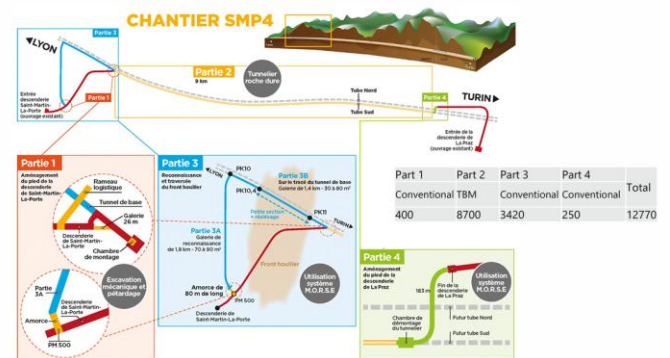 CHANTIER SMP4
Partie 3
LYON
Partie 2
9 km
Tunnelier
roche dure
Entrée
descenderie
Saint-Martin-
La-Porte
(ouvrage existant)
Partie 1
Tube Nord
Tube Sud
Partie 4
TURIN
Entrée de la
descenderie de
La Praz
(ouvrage existant)
Partie 1
Aménagement
du pied de la
descenderie
de Saint-Martin-
La-Porte
Rameau
logistique
Tunnel de base
Galerie
26 m
Descenderie
de Saint-Martin-
La-Porte
Chambre
de montage
Partie
3A
Descenderie
de Saint-Martin-
La-Porte
Amorce
PM 500
Excavation
mécanique et
pétardage
Partie 3
Reconnaissance
et traversée
du front houiller
LYON
PK10
Partie 3B
Sur le tracé du tunnel de base
Galerie de 1,4 km - 30 à 80 m²
PK10,4
Petite section
+ réalésage
PK11
TURIN
Partie 3A
Galerie de
reconnaissance
de 1,8 km - 70 à 90 m²
Front houiller
Utilisation
système
M.O.R.S.E
Amorce de
80 m de long
PM 500
Descenderie de
Saint-Martin-La-Porte
Part 1 Part 2 Part 3 Part 4 Total
Conventional TBM Conventional Conventional
400 8700 3420 250 12770
Partie 4
Aménagement
du pied de la
descenderie
de La Praz
183 m
Fin de la
descenderie
de La Praz
Utilisation
système
M.O.R.S.E
Chambre de
démontage
du tunnelier
Futur tube Nord
Futur tube Sud